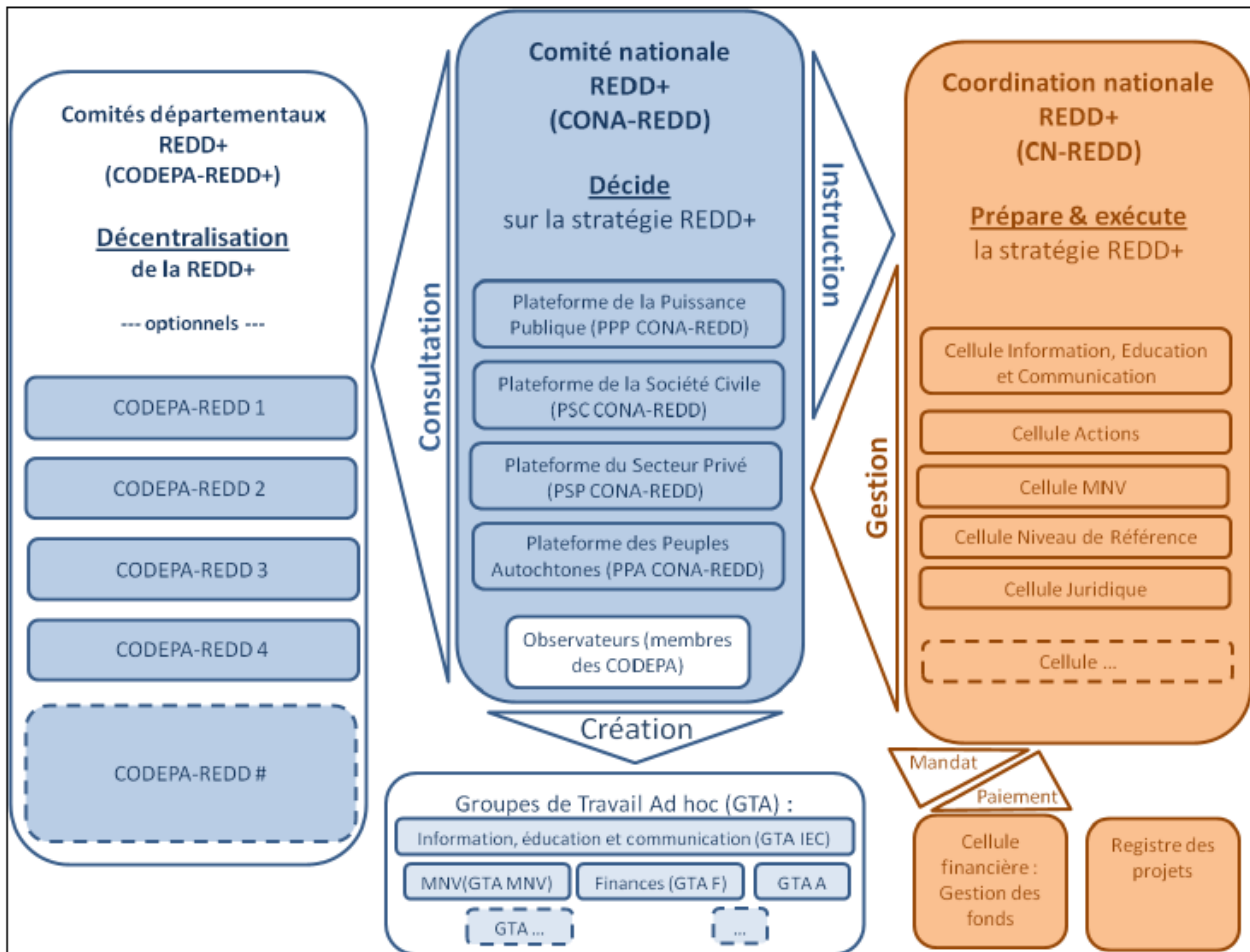 Comités départementaux
REDD+
(CODEPA-REDD+)
Décentralisation
de la REDD+
--- optionnels ---
CODEPA-REDD 1
CODEPA-REDD 2
CODEPA-REDD 3
CODEPA-REDD 4
CODEPA-REDD #
Consultation
Comité nationale
REDD+
(CONA-REDD)
Décide
sur la stratégie REDD+
Plateforme de la Puissance
Publique (PPP CONA-REDD)
Plateforme de la Société Civile
(PSC CONA-REDD)
Plateforme du Secteur Privé
(PSP CONA-REDD)
Plateforme des Peuples
Autochtones (PPA CONA-REDD)
Observateurs (membres
des CODEPA)
Création
Groupes de Travail Ad hoc (GTA) :
Information, éducation et communication (GTA IEC)
MNV(GTA MNV)
Finances (GTA F)
GTA A
GTA ...
...
Instruction
Gestion
Coordination nationale
REDD+
(CN-REDD)
Prépare & exécute
la stratégie REDD+
Cellule Information, Education
et Communication
Cellule Actions
Cellule MNV
Cellule Niveau de Référence
Cellule Juridique
Cellule ...
Mandat
Paiement
Cellule
financière :
Gestion des
fonds
Registre des
projets